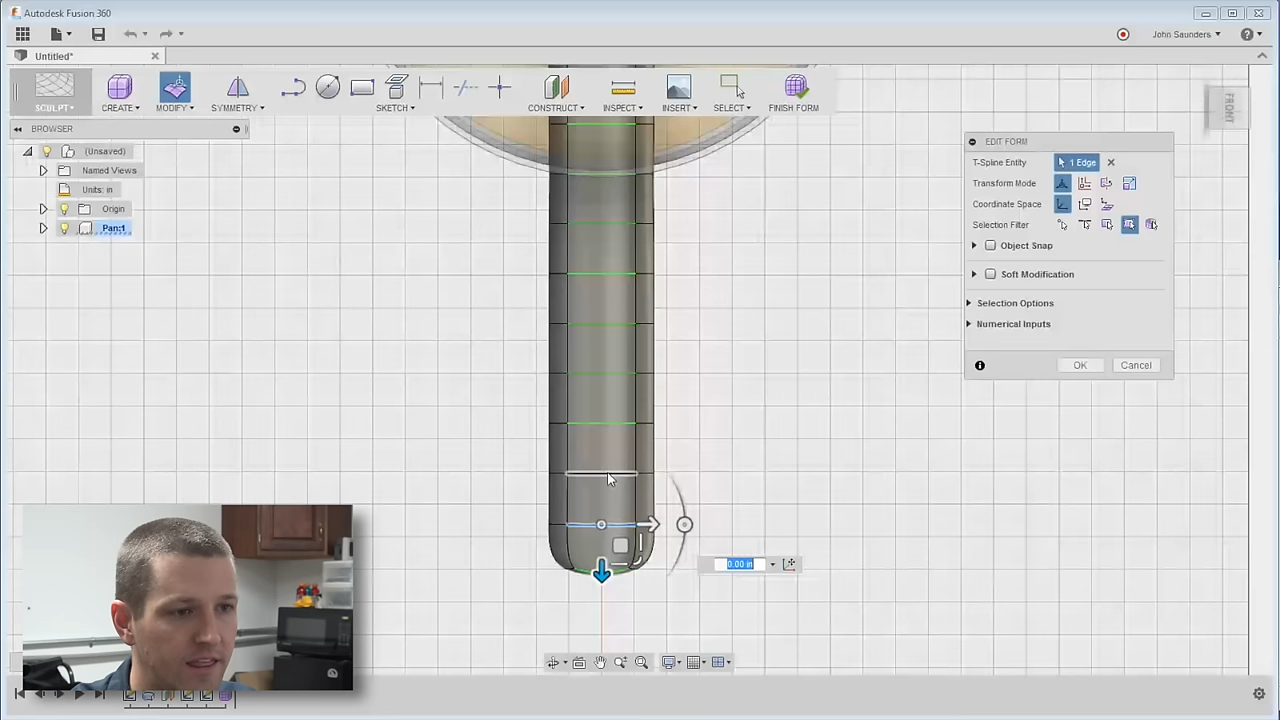 Autodesk Fusion 360
John Saunders
Untitled*
SCULPT
CREATE
MODIFY
SYMMETRY
SKETCH
CONSTRUCT
INSPECT
INSERT
SELECT
FINISH FORM
FRONT
BROWSER
(Unsaved)
Named Views
Units: in
Origin
Pan:1
EDIT FORM
T-Spline Entity
1 Edge
Transform Mode
Coordinate Space
Selection Filter
Object Snap
Soft Modification
Selection Options
Numerical Inputs
OK
Cancel
0.00 in